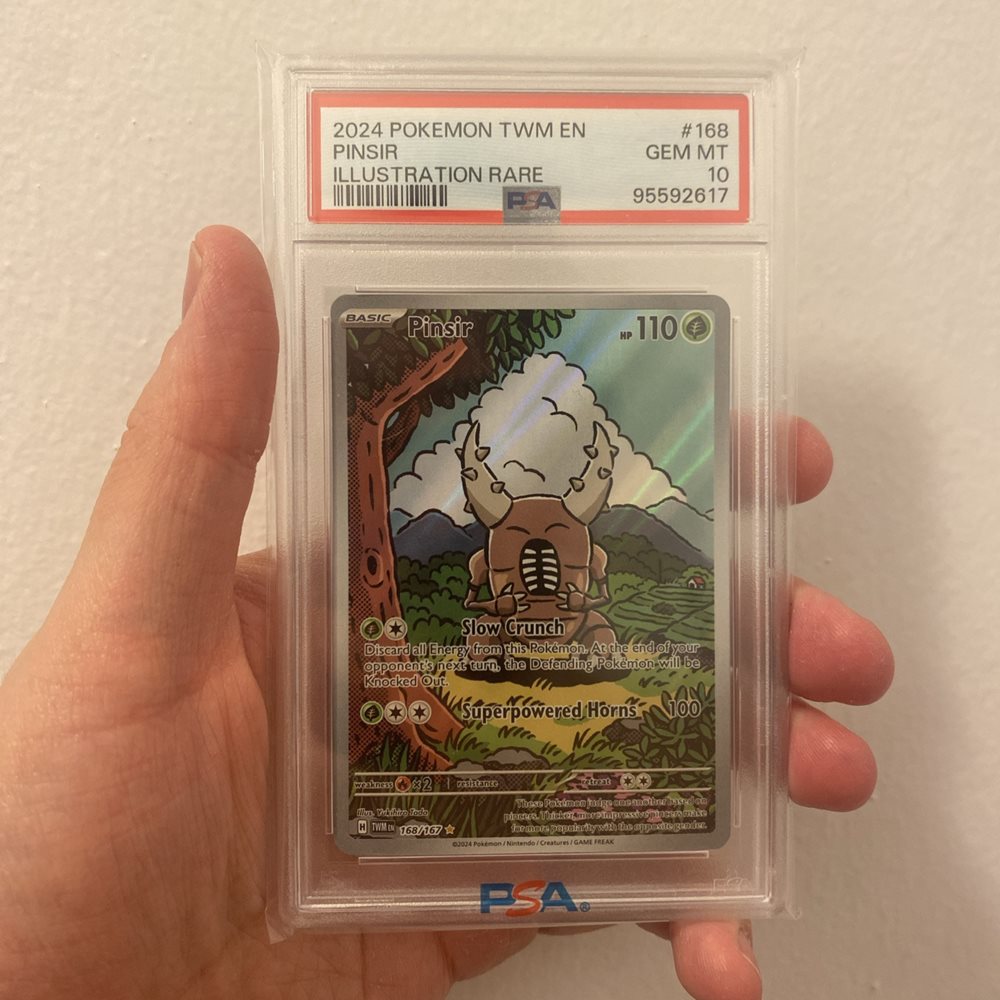 2024 POKEMON TWM EN #168
PINSIR GEM MT
ILLUSTRATION RARE 10
PSA 95592617
BASIC Pinsir HP 110
Slow Crunch
Discard all Energy from this Pokémon. At the end of your
opponent's next turn, the Defending Pokémon will be
Knocked Out.
Superpowered Horns 100
weakness ×2 resistance retreat
These Pokémon judge one another based on
pincers. Thicker, more impressive pincers make
for more popularity with the opposite gender.
Illus. Yukihiro Tada
H TWM EN 168/167
©2024 Pokémon / Nintendo / Creatures / GAME FREAK
PSA®